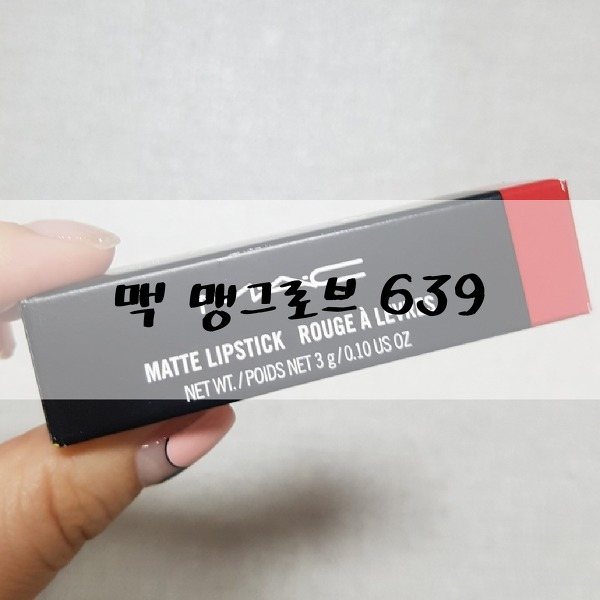 맥 맹그로브 639
MAC
MATTE LIPSTICK ROUGE À LEVRES
NET WT./POIDS NET 3 g/0.10 US OZ